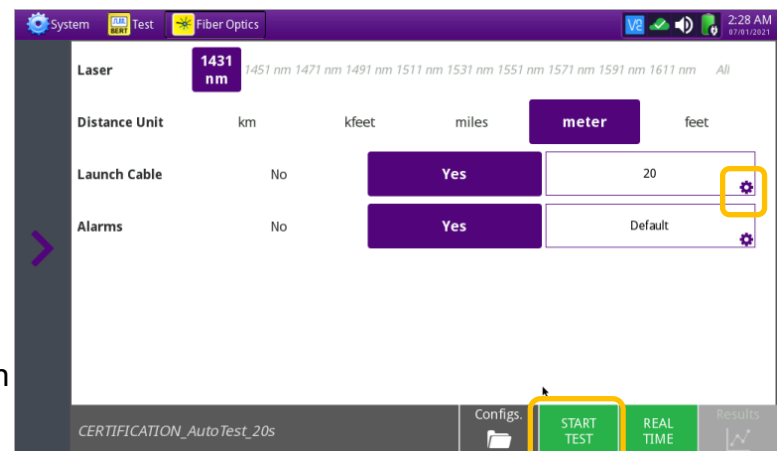 System Test Fiber Optics 2:28 AM
BERT 07/01/2021
Laser 1431 nm 1451 nm 1471 nm 1491 nm 1511 nm 1531 nm 1551 nm 1571 nm 1591 nm 1611 nm All
Distance Unit km kfeet miles meter feet
Launch Cable No Yes 20
Alarms No Yes Default
n
CERTIFICATION_AutoTest_20s Configs. START TEST REAL TIME Results